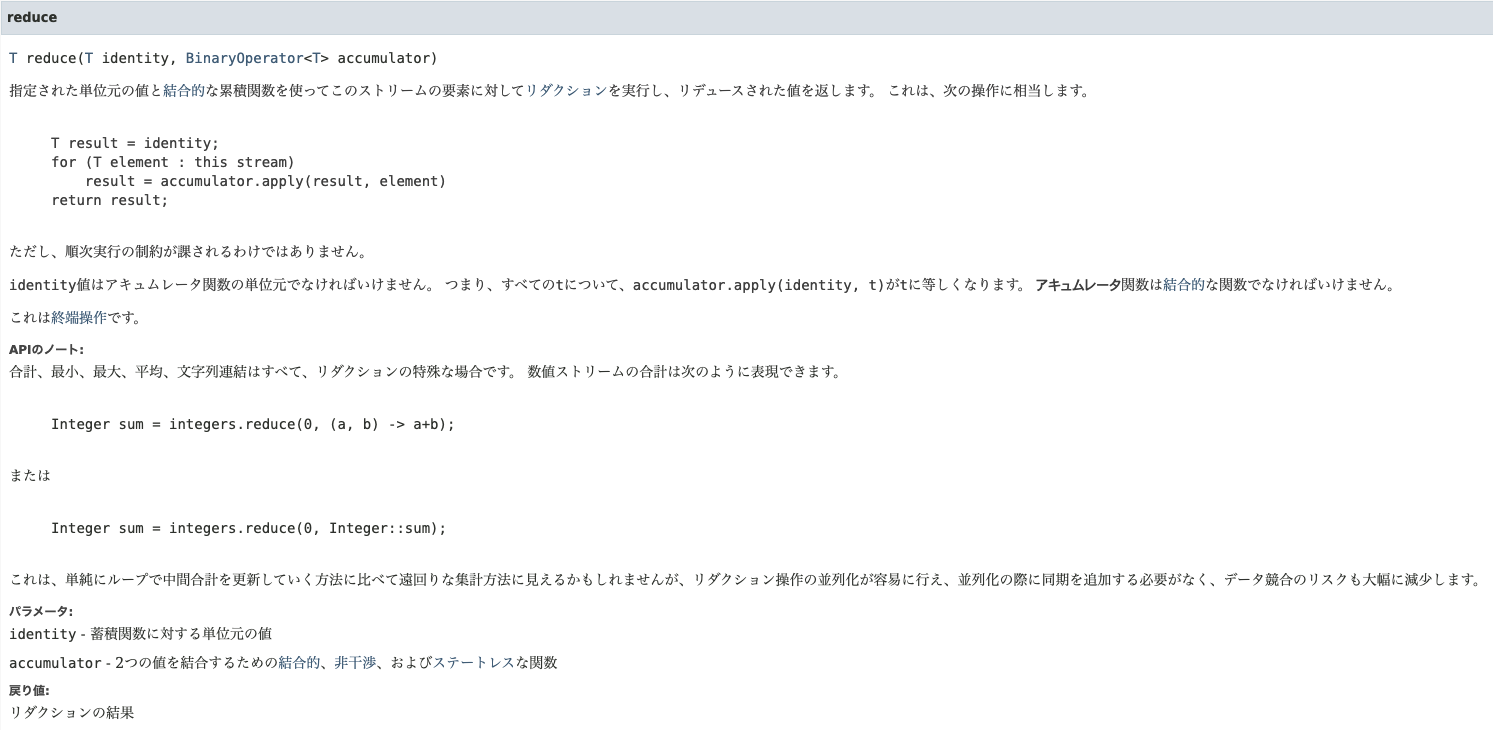 reduce
T reduce(T identity, BinaryOperator<T> accumulator)
指定された単位元の値と結合的な累積関数を使ってこのストリームの要素に対してリダクションを実行し、リデュースされた値を返します。 これは、次の操作に相当します。
T result = identity;
for (T element : this stream)
result = accumulator.apply(result, element)
return result;
ただし、順次実行の制約が課されるわけではありません。
identity値はアキュムレータ関数の単位元でなければいけません。 つまり、すべてのtについて、accumulator.apply(identity, t)がtに等しくなります。 アキュムレータ関数は結合的な関数でなければいけません。
これは終端操作です。
APIのノート:
合計、最小、最大、平均、文字列連結はすべて、リダクションの特殊な場合です。 数値ストリームの合計は次のように表現できます。
Integer sum = integers.reduce(0, (a, b) -> a+b);
または
Integer sum = integers.reduce(0, Integer::sum);
これは、単純にループで中間合計を更新していく方法に比べて遠回りな集計方法に見えるかもしれませんが、リダクション操作の並列化が容易に行え、並列化の際に同期を追加する必要がなく、データ競合のリスクも大幅に減少します。
パラメータ:
identity - 蓄積関数に対する単位元の値
accumulator - 2つの値を結合するための結合的、非干渉、およびステートレスな関数
戻り値:
リダクションの結果